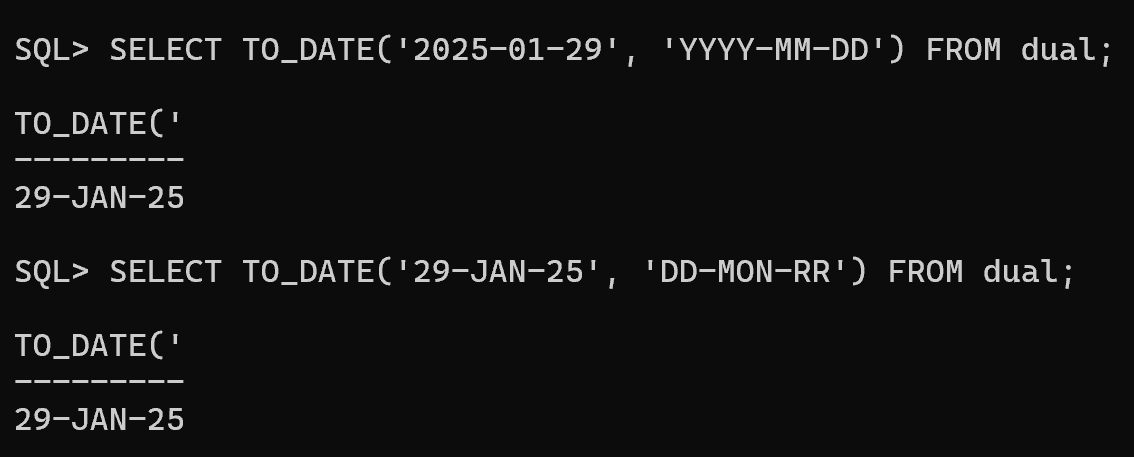 SQL> SELECT TO_DATE('2025-01-29', 'YYYY-MM-DD') FROM dual;
TO_DATE('
---------
29-JAN-25
SQL> SELECT TO_DATE('29-JAN-25', 'DD-MON-RR') FROM dual;
TO_DATE('
---------
29-JAN-25